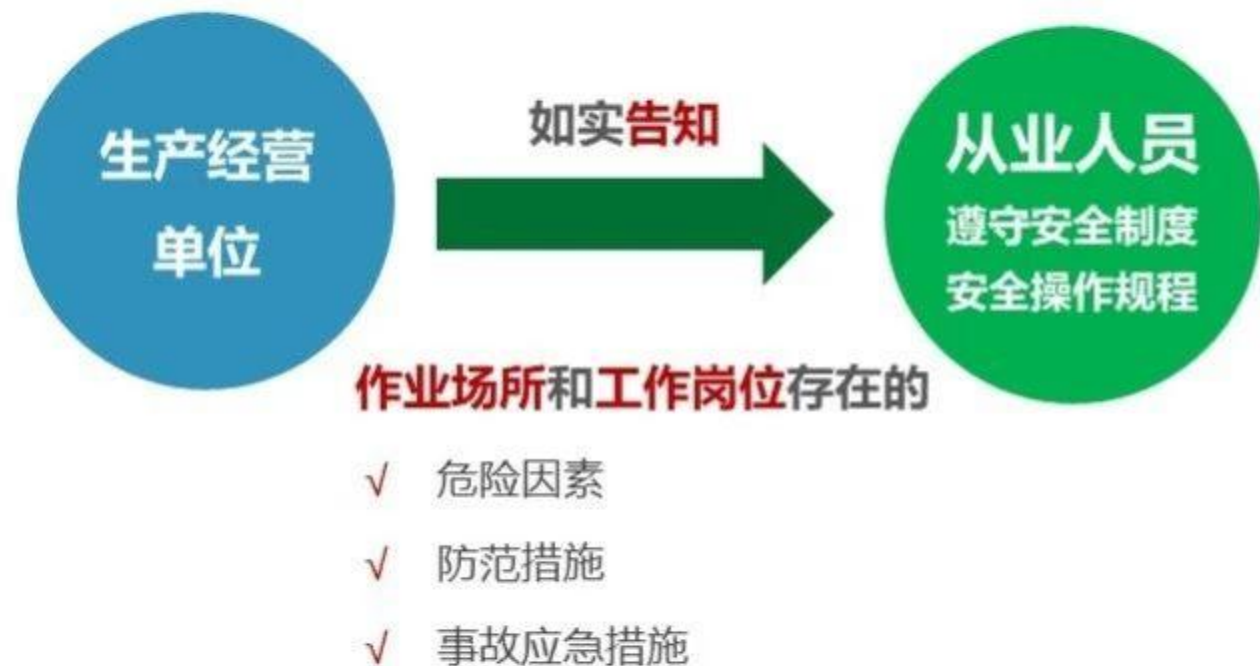 生产经营
单位
如实告知
从业人员
遵守安全制度
安全操作规程
作业场所和工作岗位存在的
√ 危险因素
√ 防范措施
√ 事故应急措施